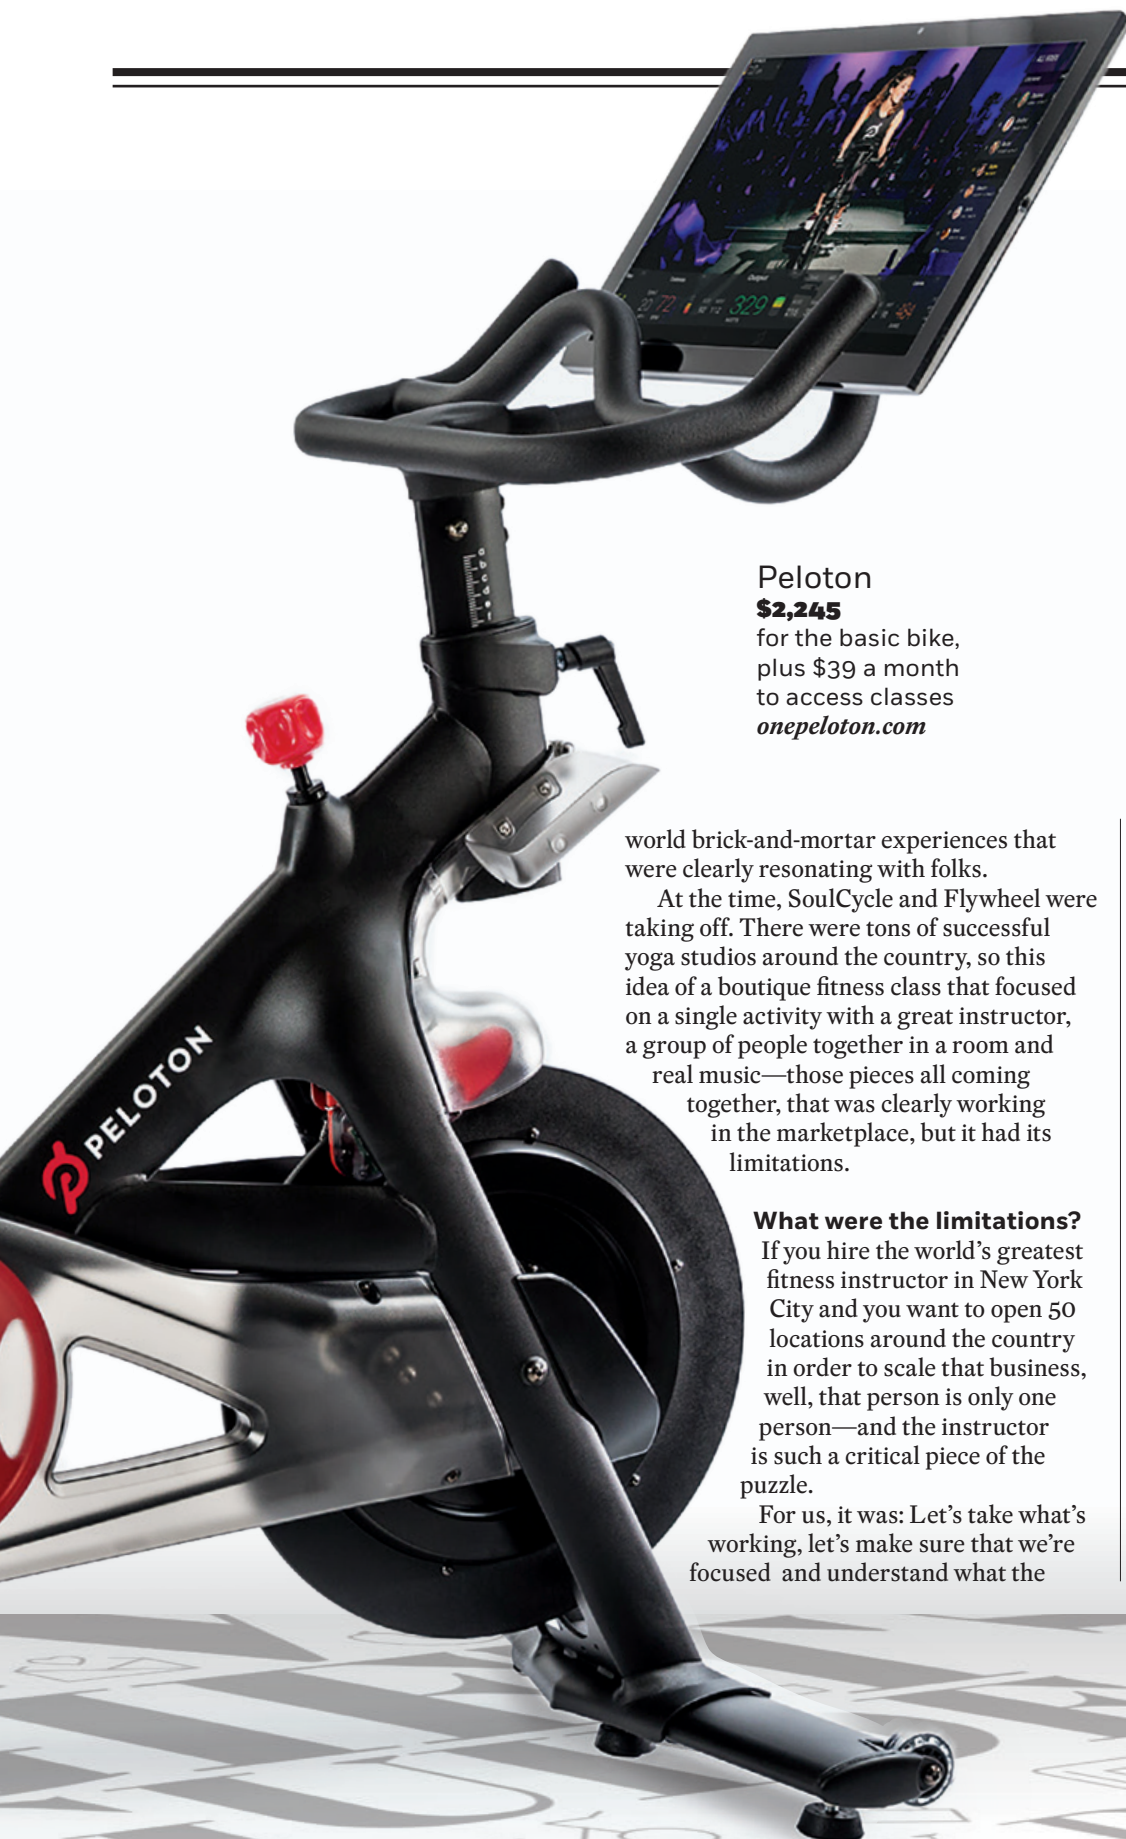 329
Peloton
$2,245
for the basic bike,
plus $39 a month
to access classes
onepeloton.com
PELOTON
world brick-and-mortar experiences that
were clearly resonating with folks.
At the time, SoulCycle and Flywheel were
taking off. There were tons of successful
yoga studios around the country, so this
idea of a boutique fitness class that focused
on a single activity with a great instructor,
a group of people together in a room and
real music—those pieces all coming
together, that was clearly working
in the marketplace, but it had its
limitations.
What were the limitations?
If you hire the world’s greatest
fitness instructor in New York
City and you want to open 50
locations around the country
in order to scale that business,
well, that person is only one
person—and the instructor
is such a critical piece of the
puzzle.
For us, it was: Let’s take what’s
working, let’s make sure that we’re
focused and understand what the